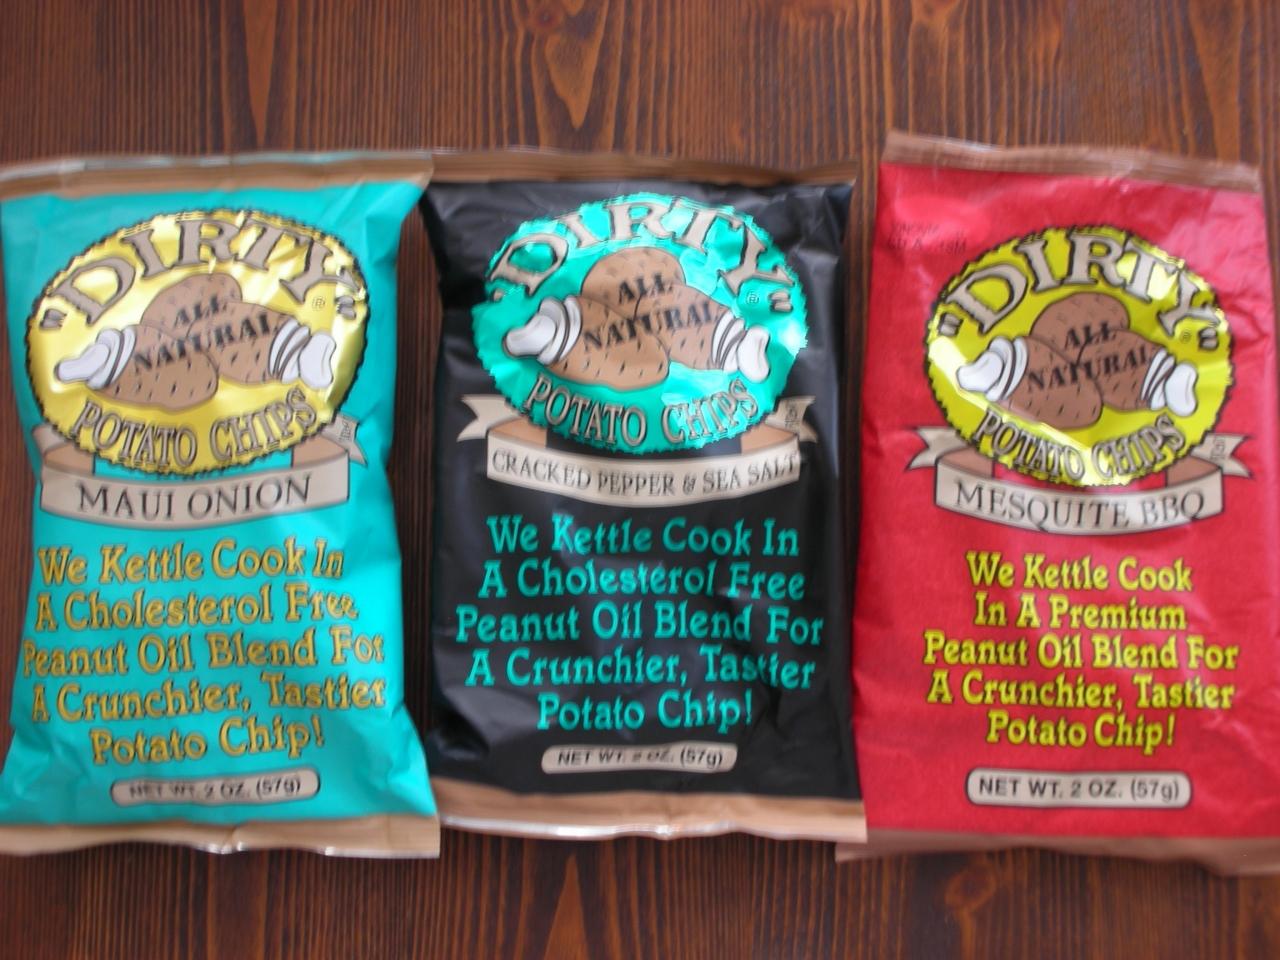 "DIRTY"®
ALL
NATURAL
POTATO CHIPS
MAUI ONION
We Kettle Cook In
A Cholesterol Free
Peanut Oil Blend For
A Crunchier, Tastier
Potato Chip!
NET WT. 2 OZ. (57g)
"DIRTY"®
ALL
NATURAL
POTATO CHIPS
CRACKED PEPPER & SEA SALT
We Kettle Cook In
A Cholesterol Free
Peanut Oil Blend For
A Crunchier, Tastier
Potato Chip!
NET WT. 2 OZ. (57g)
"DIRTY"®
ALL
NATURAL
POTATO CHIPS
MESQUITE BBQ
We Kettle Cook
In A Premium
Peanut Oil Blend For
A Crunchier, Tastier
Potato Chip!
NET WT. 2 OZ. (57g)